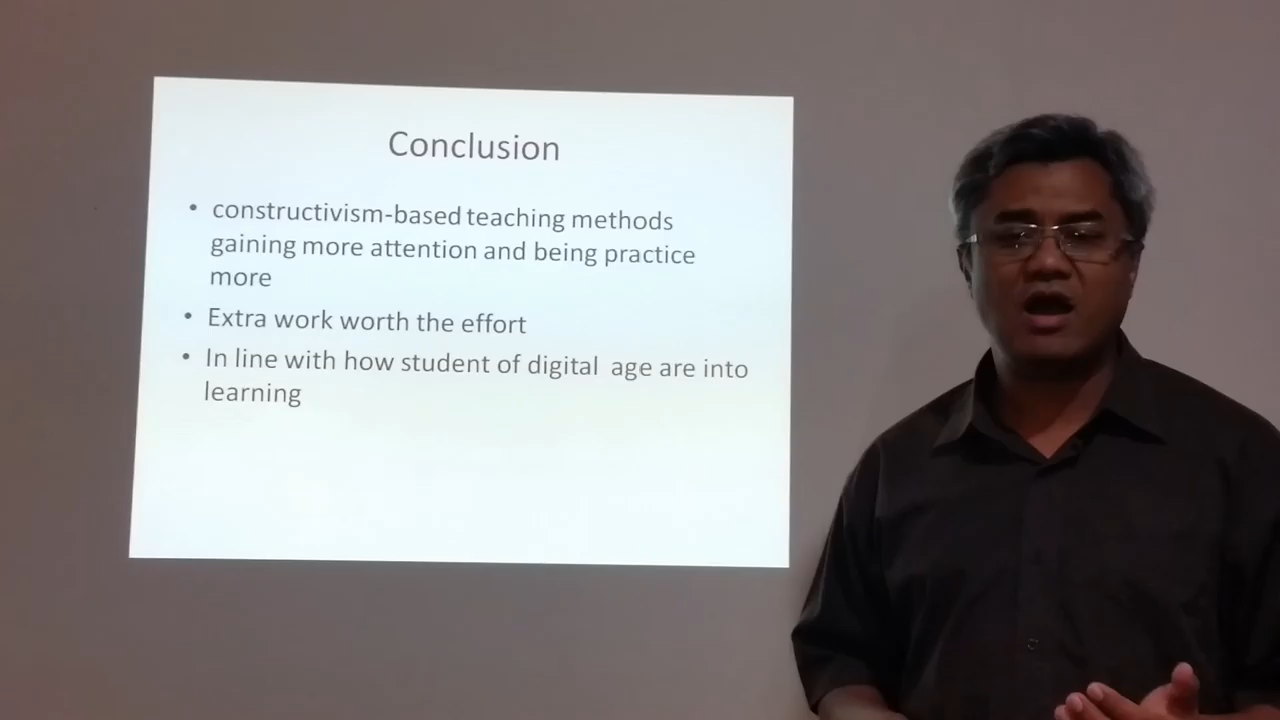 Conclusion
• constructivism-based teaching methods
gaining more attention and being practice
more
• Extra work worth the effort
• In line with how student of digital age are into
learning